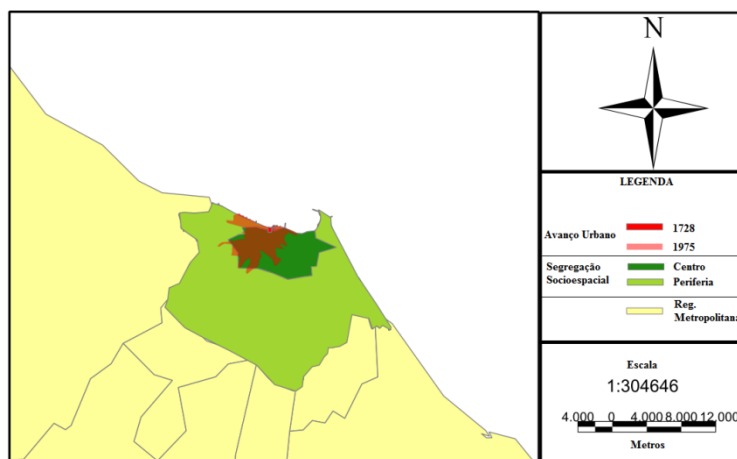 N
LEGENDA
Avanço Urbano
1728
1975
Segregação
Socioespacial
Centro
Periferia
Reg.
Metropolitana
Escala
1:304646
4.000 0 4.000 8.000 12.000
Metros